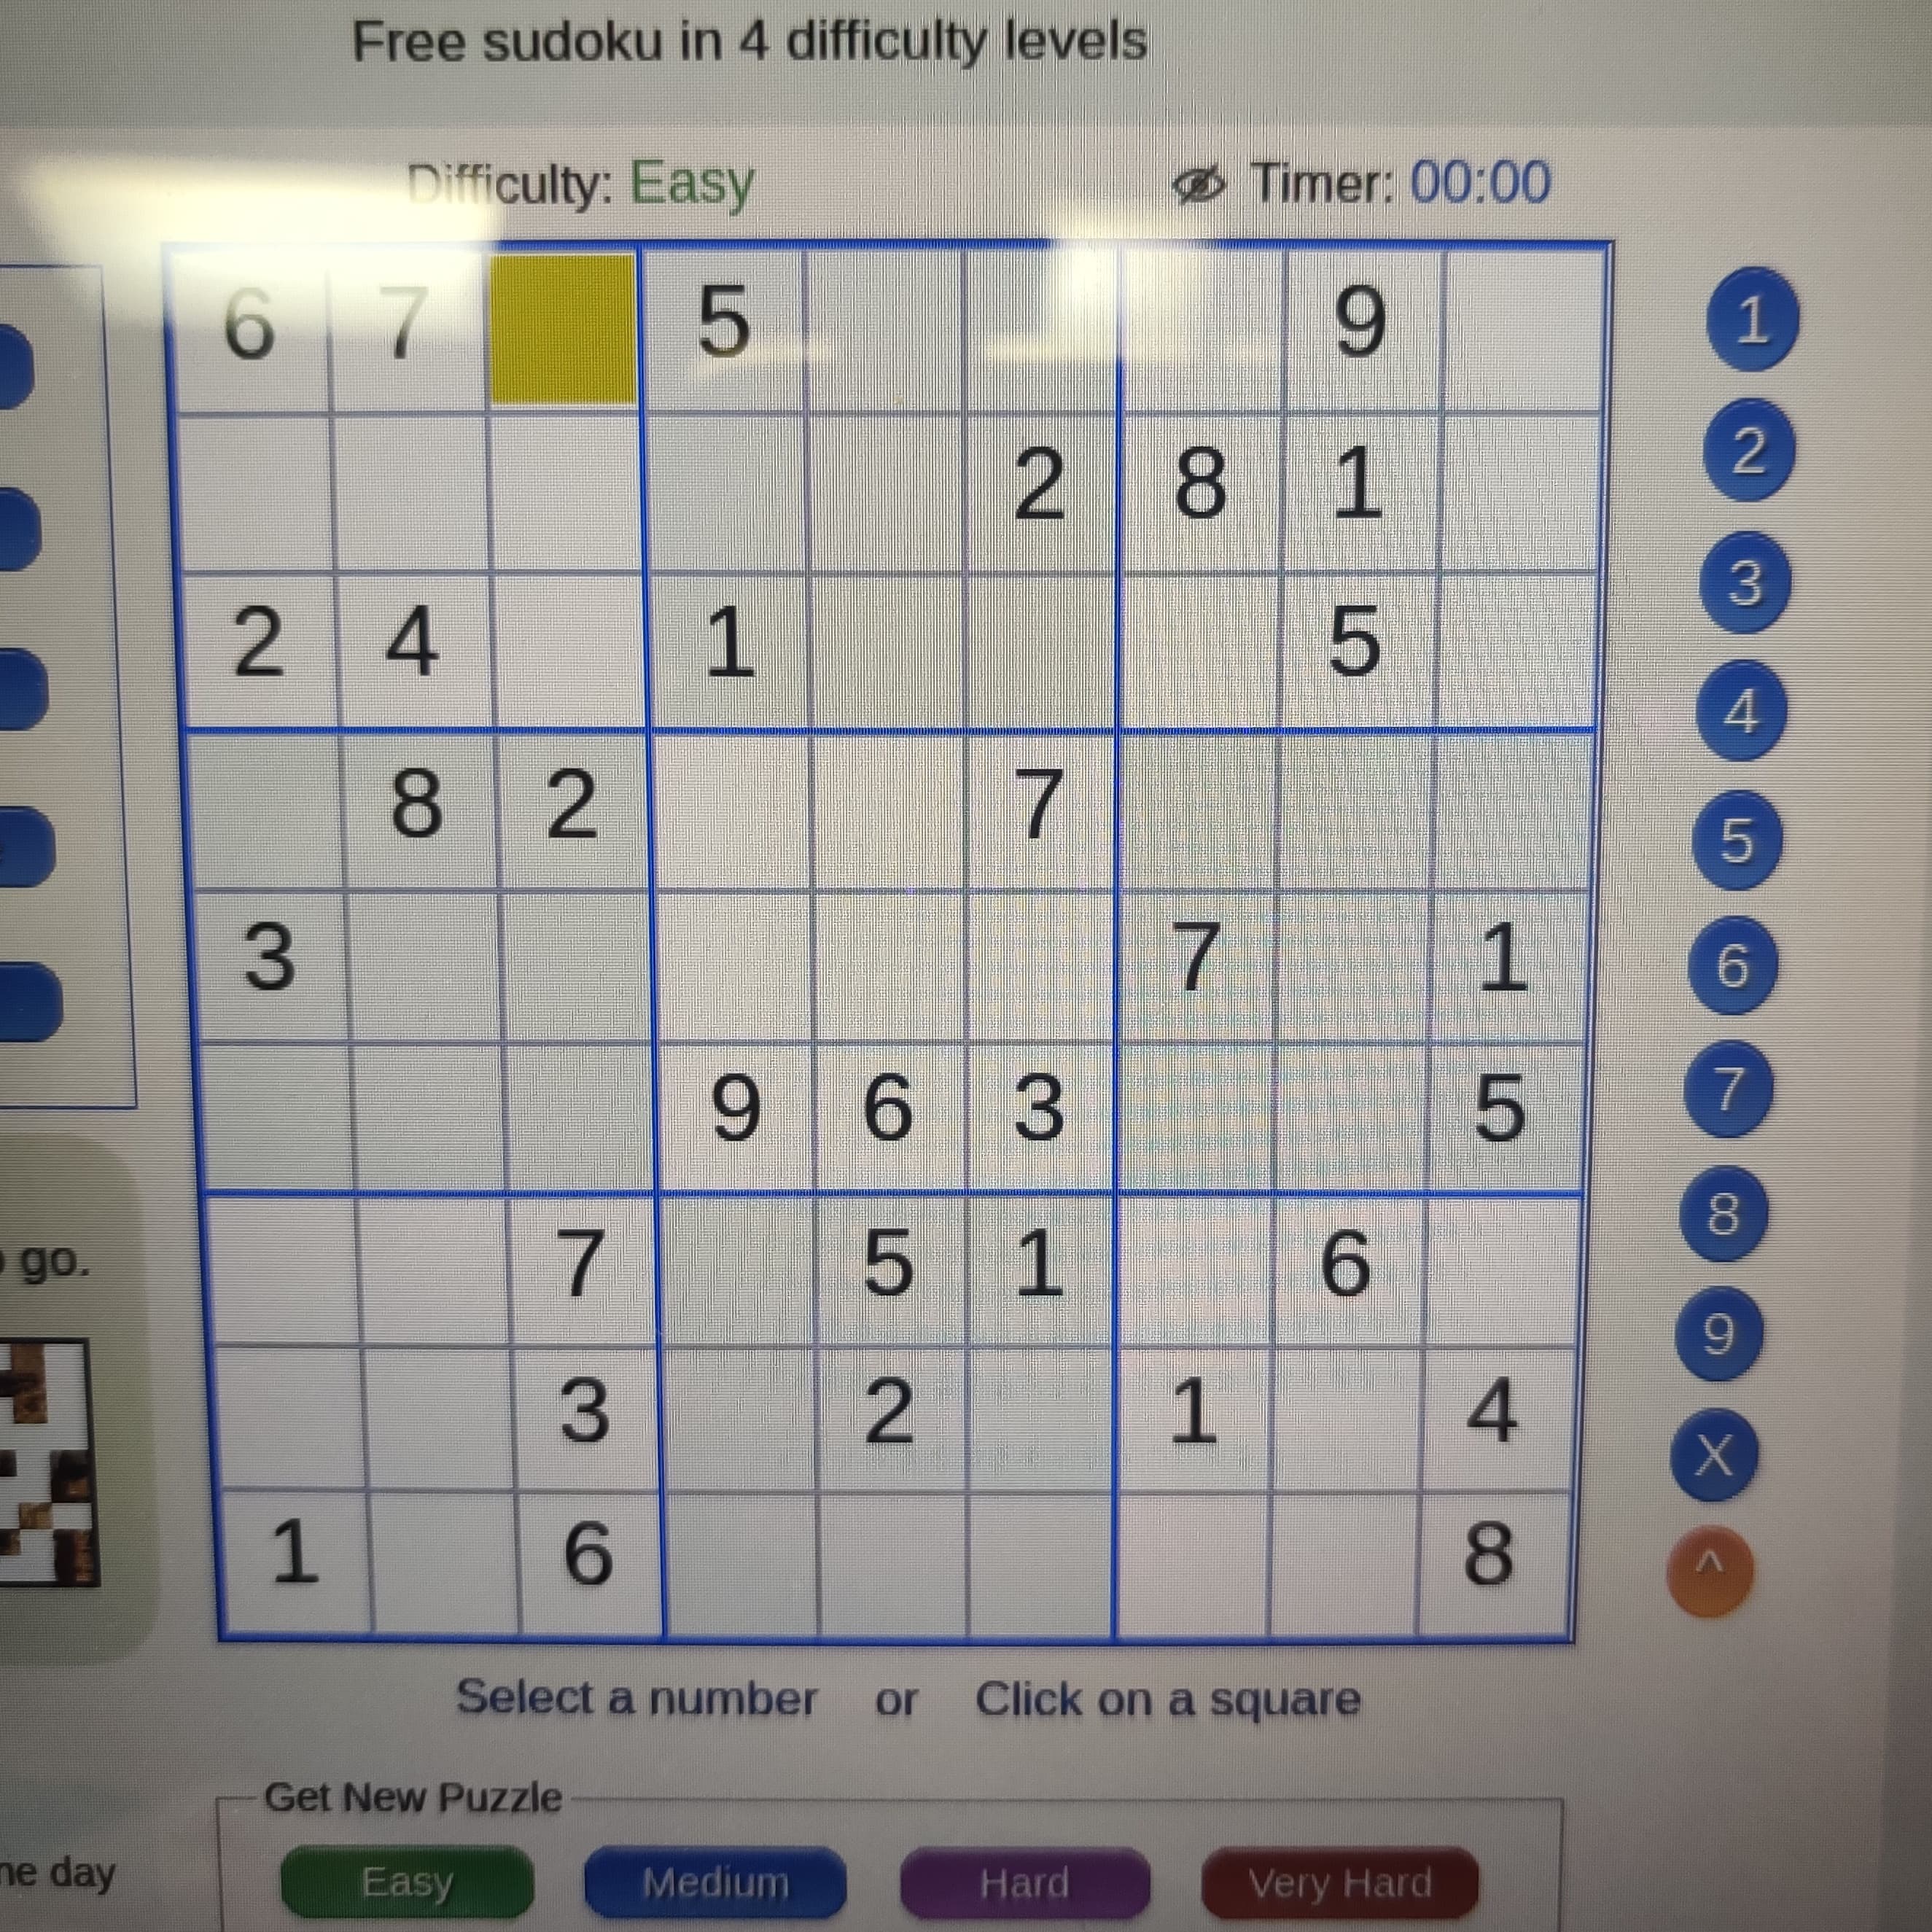 Free sudoku in 4 difficulty levels
Difficulty: Easy Timer: 00:00
6 7 5 9
2 8 1
2 4 1 5
8 2 7
3 7 1
9 6 3 5
7 5 1 6
3 2 1 4
1 6 8
1
2
3
4
5
6
7
8
9
X
^
go.
Select a number or Click on a square
Get New Puzzle
day
Easy Medium Hard Very Hard